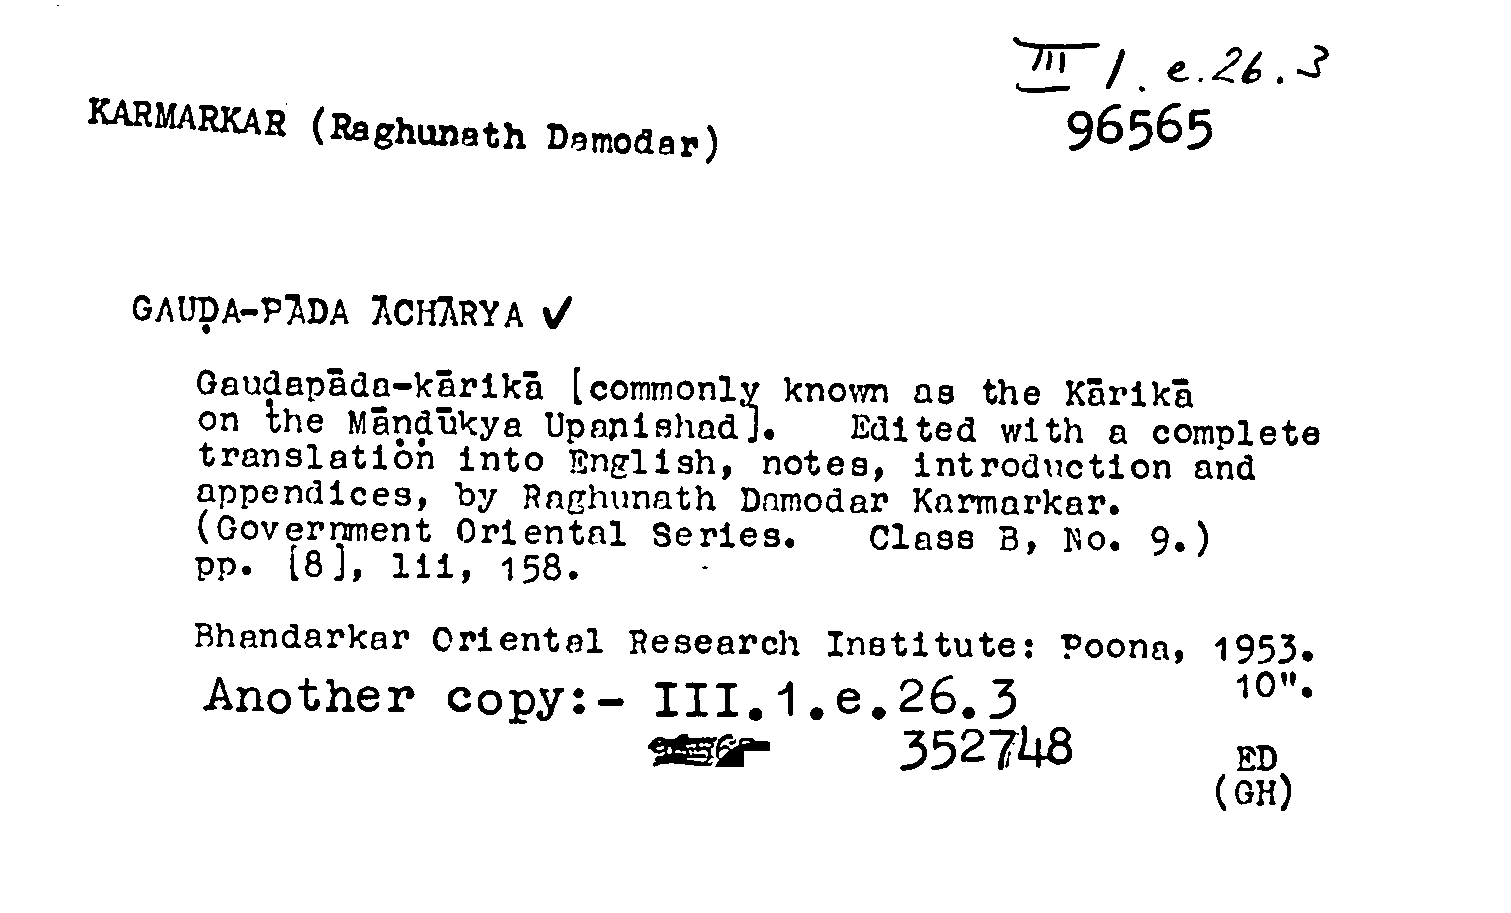 III 1. e.26.3
96565
KARMARKAR (Raghunath Damodar)
GAUḌA-PĀDA ĀCHĀRYA ✓
Gauḍapāda-kārikā [commonly known as the Kārikā
on the Māṇḍūkya Upanishad]. Edited with a complete
translation into English, notes, introduction and
appendices, by Raghunath Damodar Karmarkar.
(Government Oriental Series. Class B, No. 9.)
pp. [8], lii, 158.
Bhandarkar Oriental Research Institute: Poona, 1953.
10".
Another copy:- III.1.e.26.3
352748
ED
(GH)